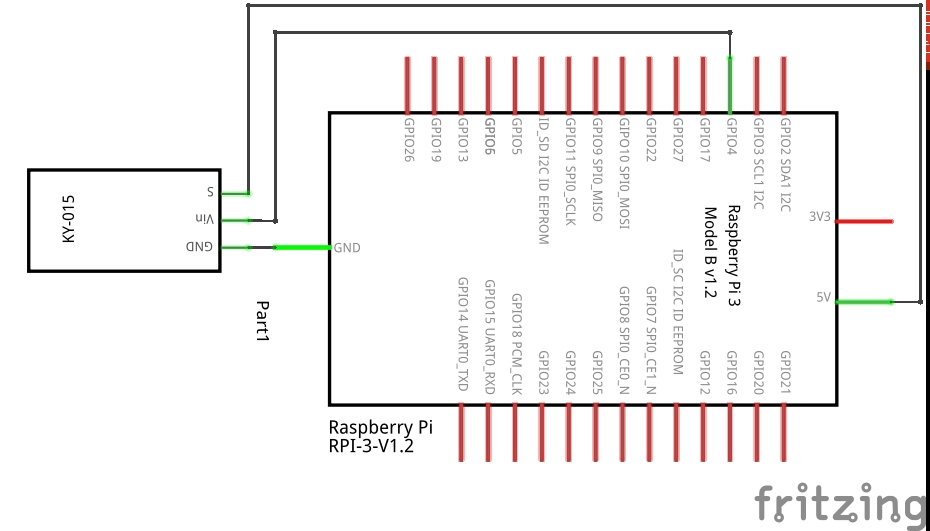 GPIO26
GPIO19
GPIO13
GPIO6
GPIO5
ID_SD I2C ID EEPROM
GPIO11 SPI0_SCLK
GPIO9 SPI0_MISO
GIPO10 SPI0_MOSI
GPIO22
GPIO27
GPIO17
GPIO4
GPIO3 SCL1 I2C
GPIO2 SDA1 I2C
KY-015
S
Vin
GND
GND
3V3
5V
Raspberry Pi 3
Model B v1.2
Part1
GPIO14 UART0_TXD
GPIO15 UART0_RXD
GPIO18 PCM_CLK
GPIO23
GPIO24
GPIO25
GPIO8 SPI0_CE0_N
GPIO7 SPI0_CE1_N
ID_SC I2C ID EEPROM
GPIO12
GPIO16
GPIO20
GPIO21
Raspberry Pi
RPI-3-V1.2
fritzing